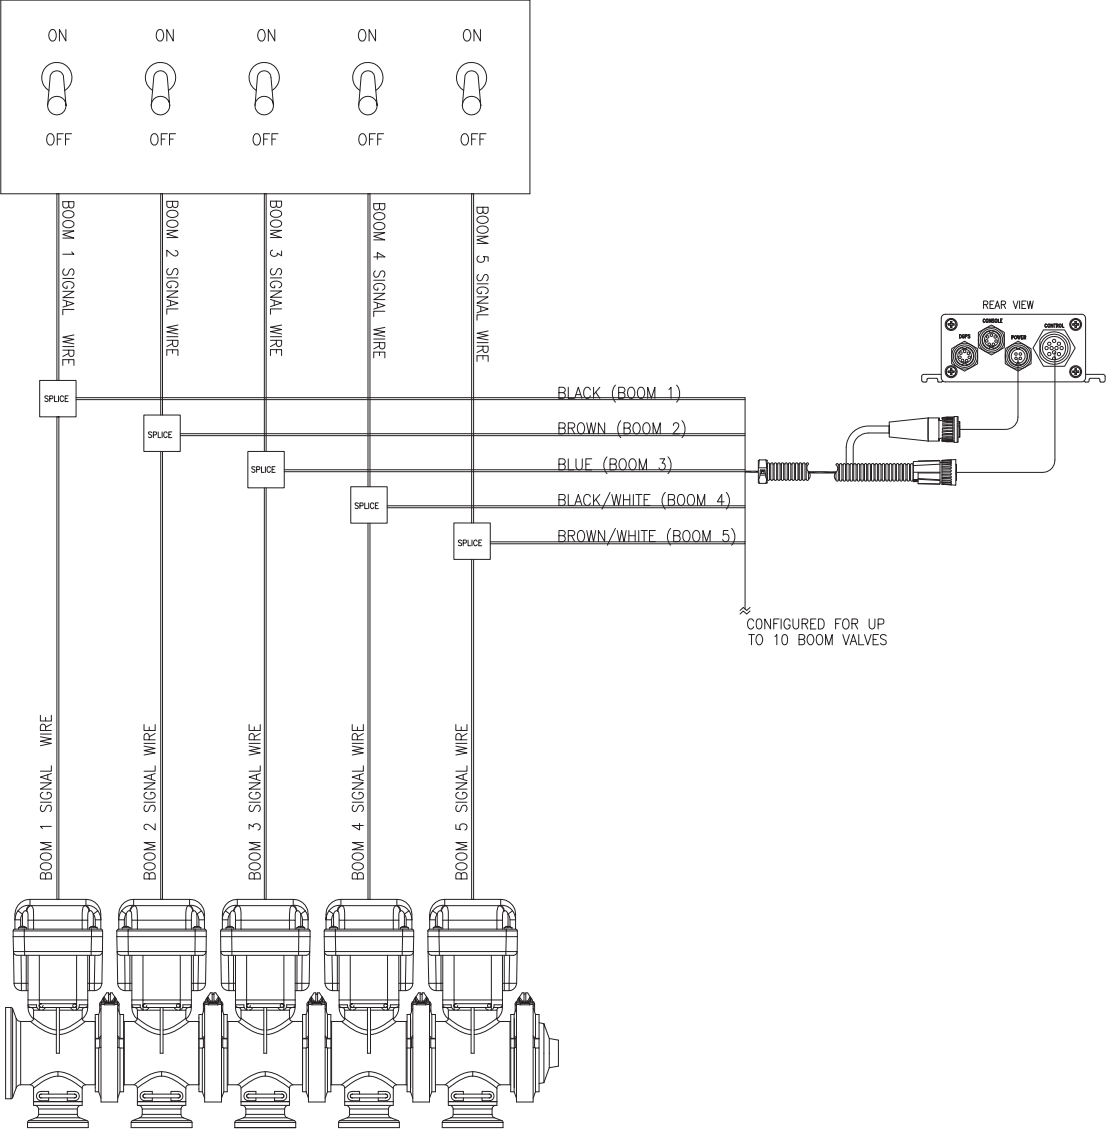 ON ON ON ON ON
OFF OFF OFF OFF OFF
BOOM 1 SIGNAL WIRE
BOOM 2 SIGNAL WIRE
BOOM 3 SIGNAL WIRE
BOOM 4 SIGNAL WIRE
BOOM 5 SIGNAL WIRE
REAR VIEW
CONSOLE
DGPS
POWER
CONTROL
SPLICE
BLACK (BOOM 1)
SPLICE
BROWN (BOOM 2)
SPLICE
BLUE (BOOM 3)
SPLICE
BLACK/WHITE (BOOM 4)
SPLICE
BROWN/WHITE (BOOM 5)
CONFIGURED FOR UP
TO 10 BOOM VALVES
BOOM 1 SIGNAL WIRE
BOOM 2 SIGNAL WIRE
BOOM 3 SIGNAL WIRE
BOOM 4 SIGNAL WIRE
BOOM 5 SIGNAL WIRE